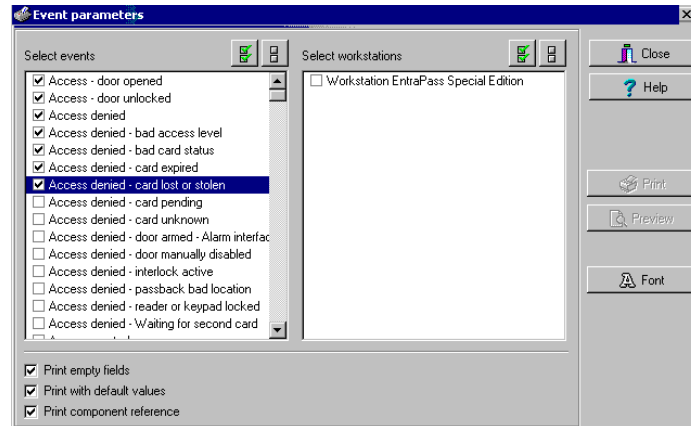 Event parameters
Select events
Select workstations
Close
Help
Print
Preview
Font
Access - door opened
Access - door unlocked
Access denied
Access denied - bad access level
Access denied - bad card status
Access denied - card expired
Access denied - card lost or stolen
Access denied - card pending
Access denied - card unknown
Access denied - door armed - Alarm interfac
Access denied - door manually disabled
Access denied - interlock active
Access denied - passback bad location
Access denied - reader or keypad locked
Access denied - Waiting for second card
Workstation EntraPass Special Edition
Print empty fields
Print with default values
Print component reference